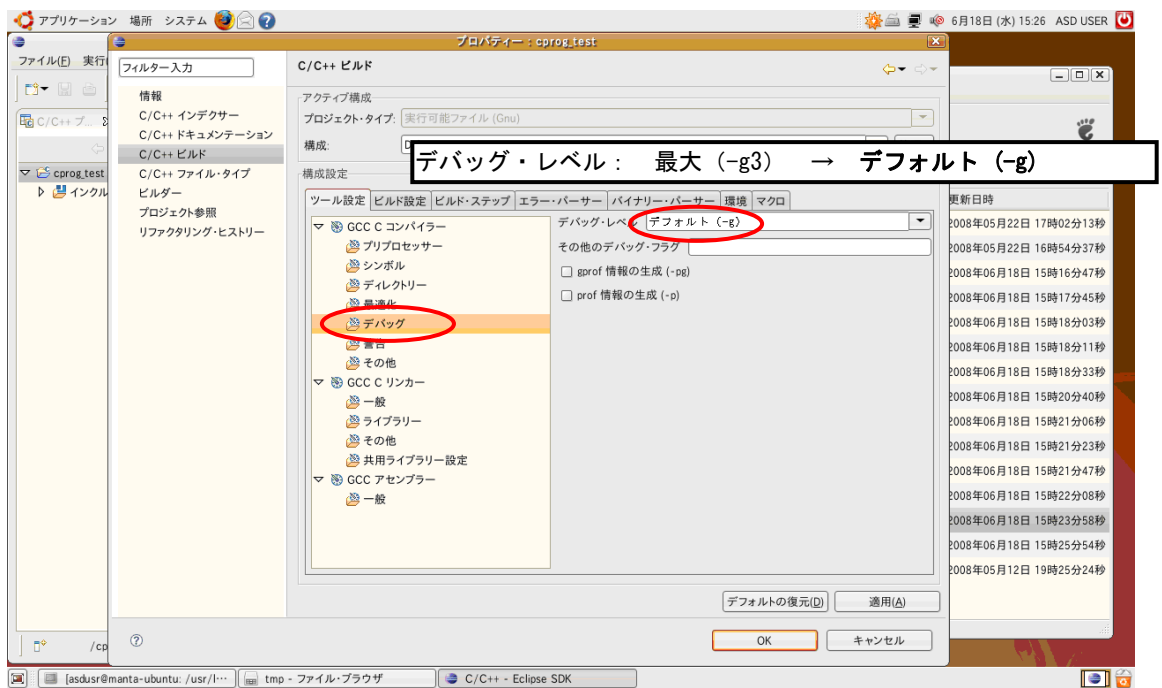 アプリケーション 場所 システム
6月18日 (水) 15:26 ASD USER
プロパティー : cprog_test
ファイル(F) 実行
フィルター入力
C/C++ ビルド
情報
C/C++ インデクサー
C/C++ ドキュメンテーション
C/C++ ビルド
C/C++ ファイル・タイプ
ビルダー
プロジェクト参照
リファクタリング・ヒストリー
C/C++ プ...
cprog_test
インクル
アクティブ構成
プロジェクト・タイプ: 実行可能ファイル (Gnu)
構成:
デバッグ・レベル： 最大（-g3） → デフォルト（-g）
構成設定
ツール設定 ビルド設定 ビルド・ステップ エラー・パーサー バイナリー・パーサー 環境 マクロ
GCC C コンパイラー
プリプロセッサー
シンボル
ディレクトリー
最適化
デバッグ
警告
その他
GCC C リンカー
一般
ライブラリー
その他
共用ライブラリー設定
GCC アセンブラー
一般
デバッグ・レベル デフォルト (-g)
その他のデバッグ・フラグ
gprof 情報の生成 (-pg)
prof 情報の生成 (-p)
更新日時
2008年05月22日 17時02分13秒
2008年05月22日 16時54分37秒
2008年06月18日 15時16分47秒
2008年06月18日 15時17分45秒
2008年06月18日 15時18分03秒
2008年06月18日 15時18分11秒
2008年06月18日 15時18分33秒
2008年06月18日 15時20分40秒
2008年06月18日 15時21分06秒
2008年06月18日 15時21分23秒
2008年06月18日 15時21分47秒
2008年06月18日 15時22分08秒
2008年06月18日 15時23分58秒
2008年06月18日 15時25分54秒
2008年05月12日 19時25分24秒
デフォルトの復元(D) 適用(A)
/cp
OK キャンセル
[asdusr@manta-ubuntu: /usr/l… tmp - ファイル・ブラウザ C/C++ - Eclipse SDK